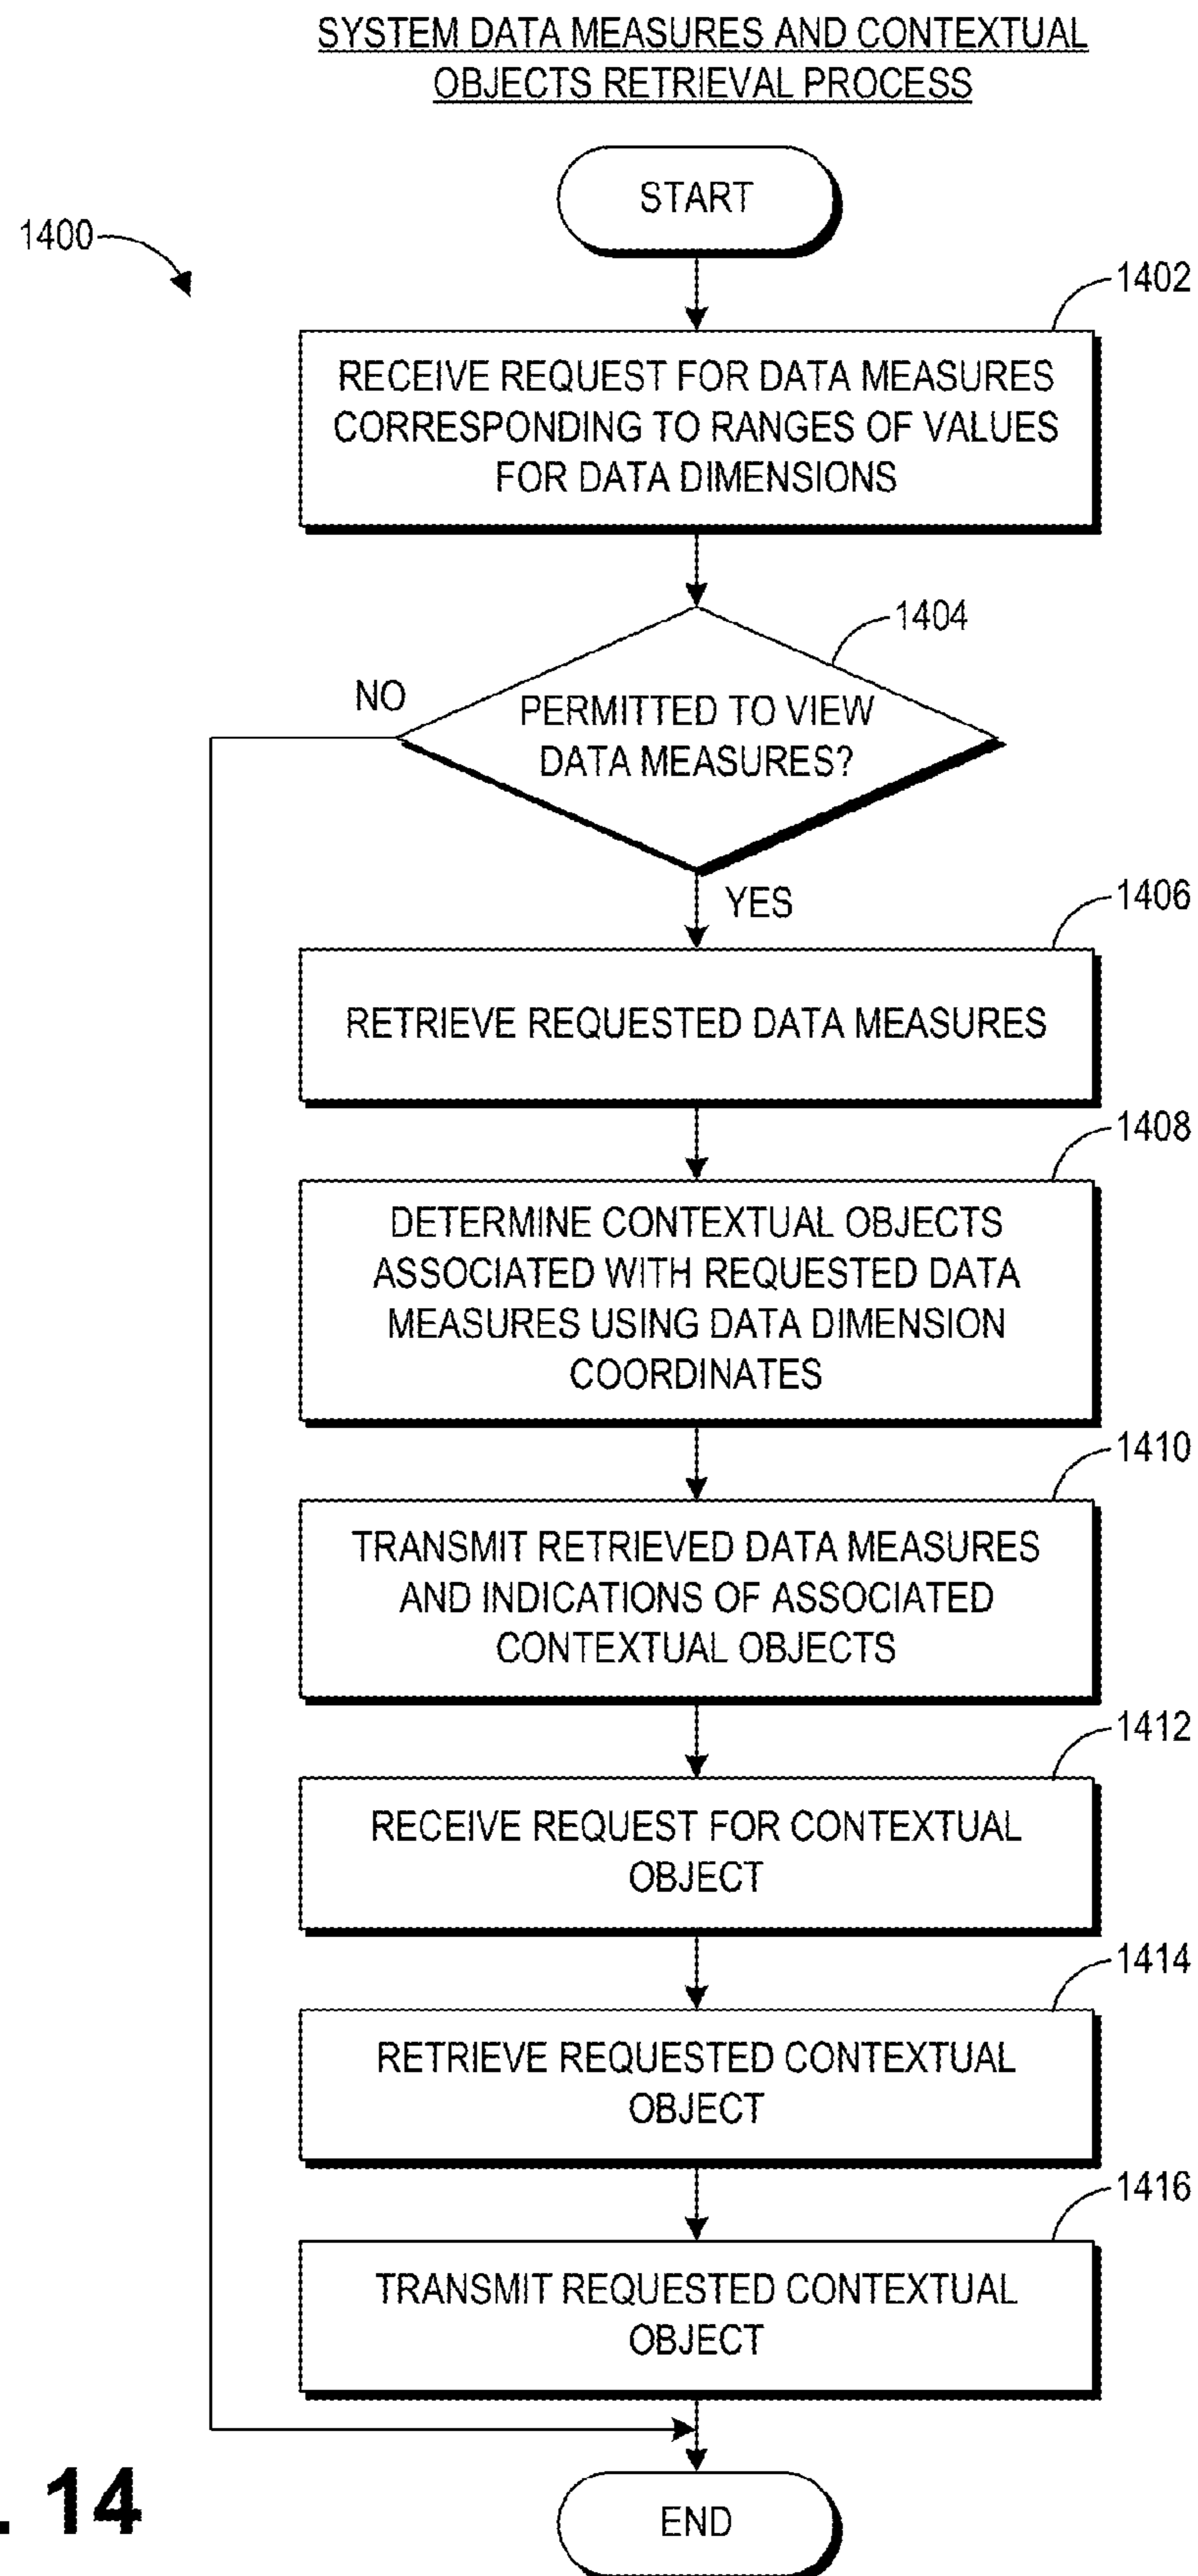 SYSTEM DATA MEASURES AND CONTEXTUAL
OBJECTS RETRIEVAL PROCESS
START
1400
1402
RECEIVE REQUEST FOR DATA MEASURES
CORRESPONDING TO RANGES OF VALUES
FOR DATA DIMENSIONS
1404
NO
PERMITTED TO VIEW
DATA MEASURES?
YES
1406
RETRIEVE REQUESTED DATA MEASURES
1408
DETERMINE CONTEXTUAL OBJECTS
ASSOCIATED WITH REQUESTED DATA
MEASURES USING DATA DIMENSION
COORDINATES
1410
TRANSMIT RETRIEVED DATA MEASURES
AND INDICATIONS OF ASSOCIATED
CONTEXTUAL OBJECTS
1412
RECEIVE REQUEST FOR CONTEXTUAL
OBJECT
1414
RETRIEVE REQUESTED CONTEXTUAL
OBJECT
1416
TRANSMIT REQUESTED CONTEXTUAL
OBJECT
. 14
END